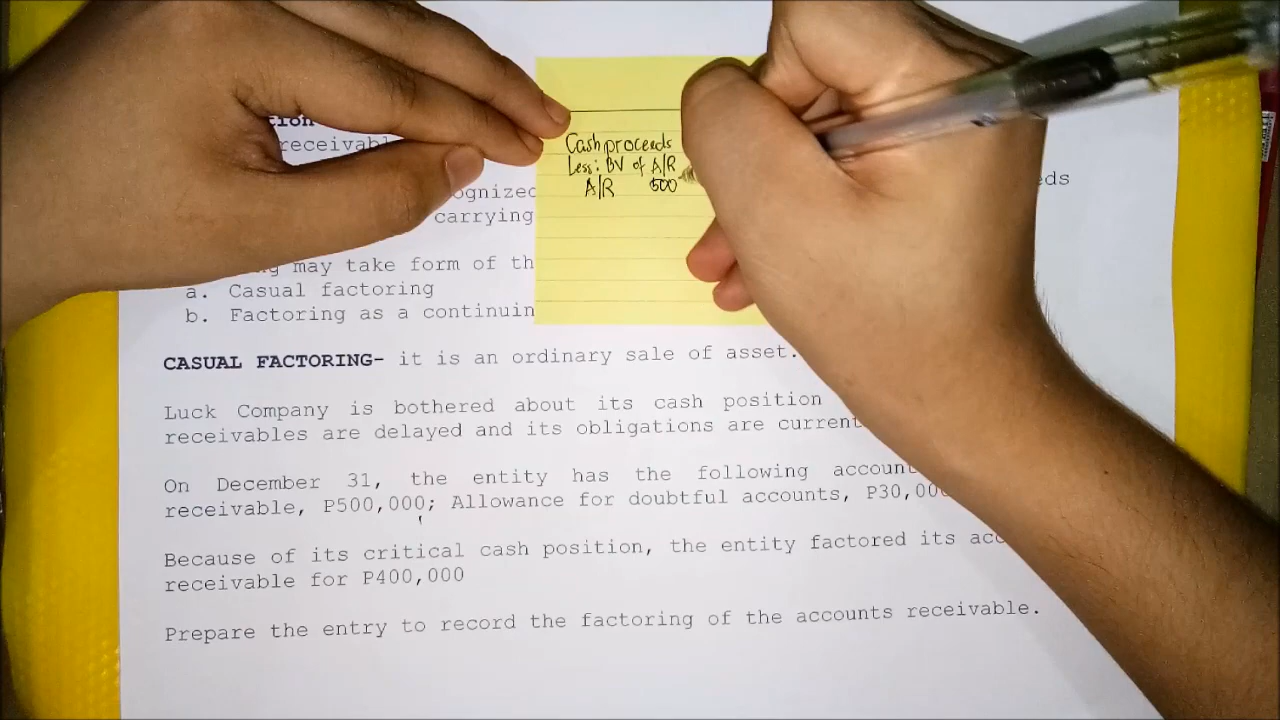 Cash proceeds
Less: BV of A/R
A/R 500
tion
receivabl
ognized eds
carrying
ng may take form of th
a. Casual factoring
b. Factoring as a continuin
CASUAL FACTORING- it is an ordinary sale of asset.
Luck Company is bothered about its cash position
receivables are delayed and its obligations are current
On December 31, the entity has the following account
receivable, P500,000; Allowance for doubtful accounts, P30,000
Because of its critical cash position, the entity factored its acc
receivable for P400,000
Prepare the entry to record the factoring of the accounts receivable.